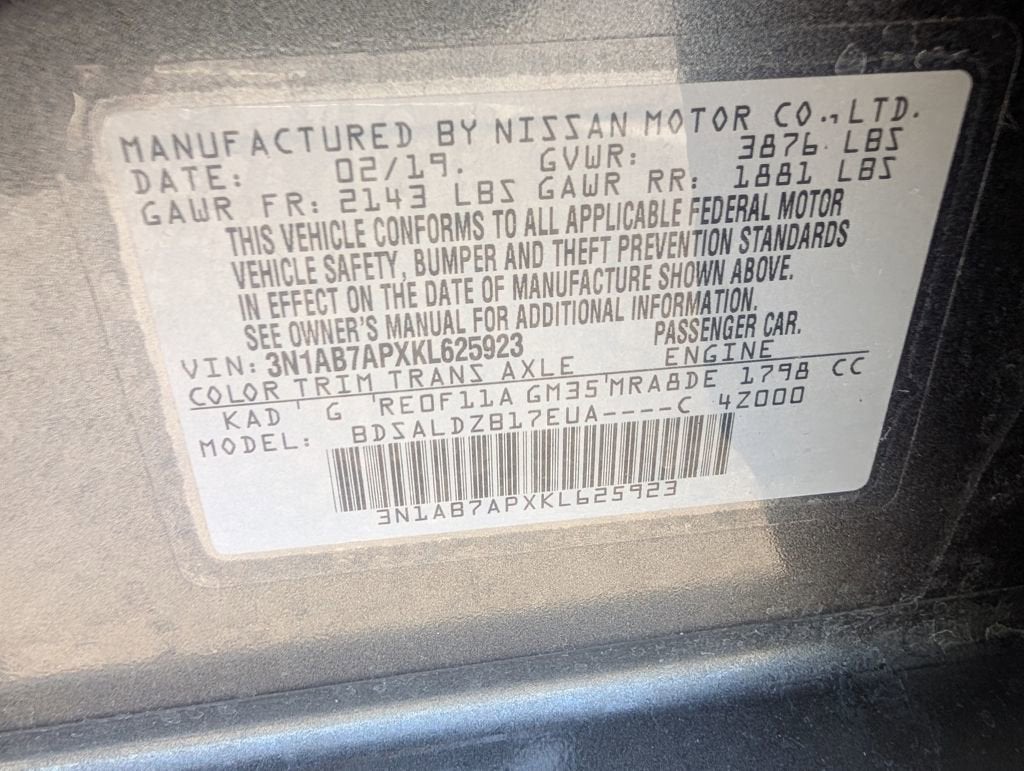 MANUFACTURED BY NISSAN MOTOR CO., LTD.
DATE: 02/19. GVWR: 3876 LBS
GAWR FR: 2143 LBS GAWR RR: 1881 LBS
THIS VEHICLE CONFORMS TO ALL APPLICABLE FEDERAL MOTOR
VEHICLE SAFETY, BUMPER AND THEFT PREVENTION STANDARDS
IN EFFECT ON THE DATE OF MANUFACTURE SHOWN ABOVE.
SEE OWNER'S MANUAL FOR ADDITIONAL INFORMATION.
VIN: 3N1AB7APXKL625923 PASSENGER CAR.
COLOR TRIM TRANS AXLE ENGINE
KAD G RE0F11A GM35 MRA8DE 1798 CC
MODEL: BDSALDZB17EUA----C 4Z000
3N1AB7APXKL625923